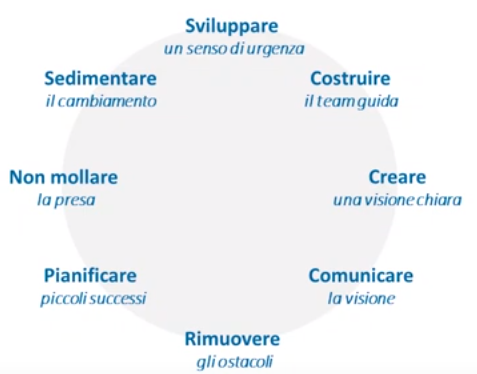 Sviluppare
un senso di urgenza
Costruire
il team guida
Creare
una visione chiara
Comunicare
la visione
Rimuovere
gli ostacoli
Pianificare
piccoli successi
Non mollare
la presa
Sedimentare
il cambiamento